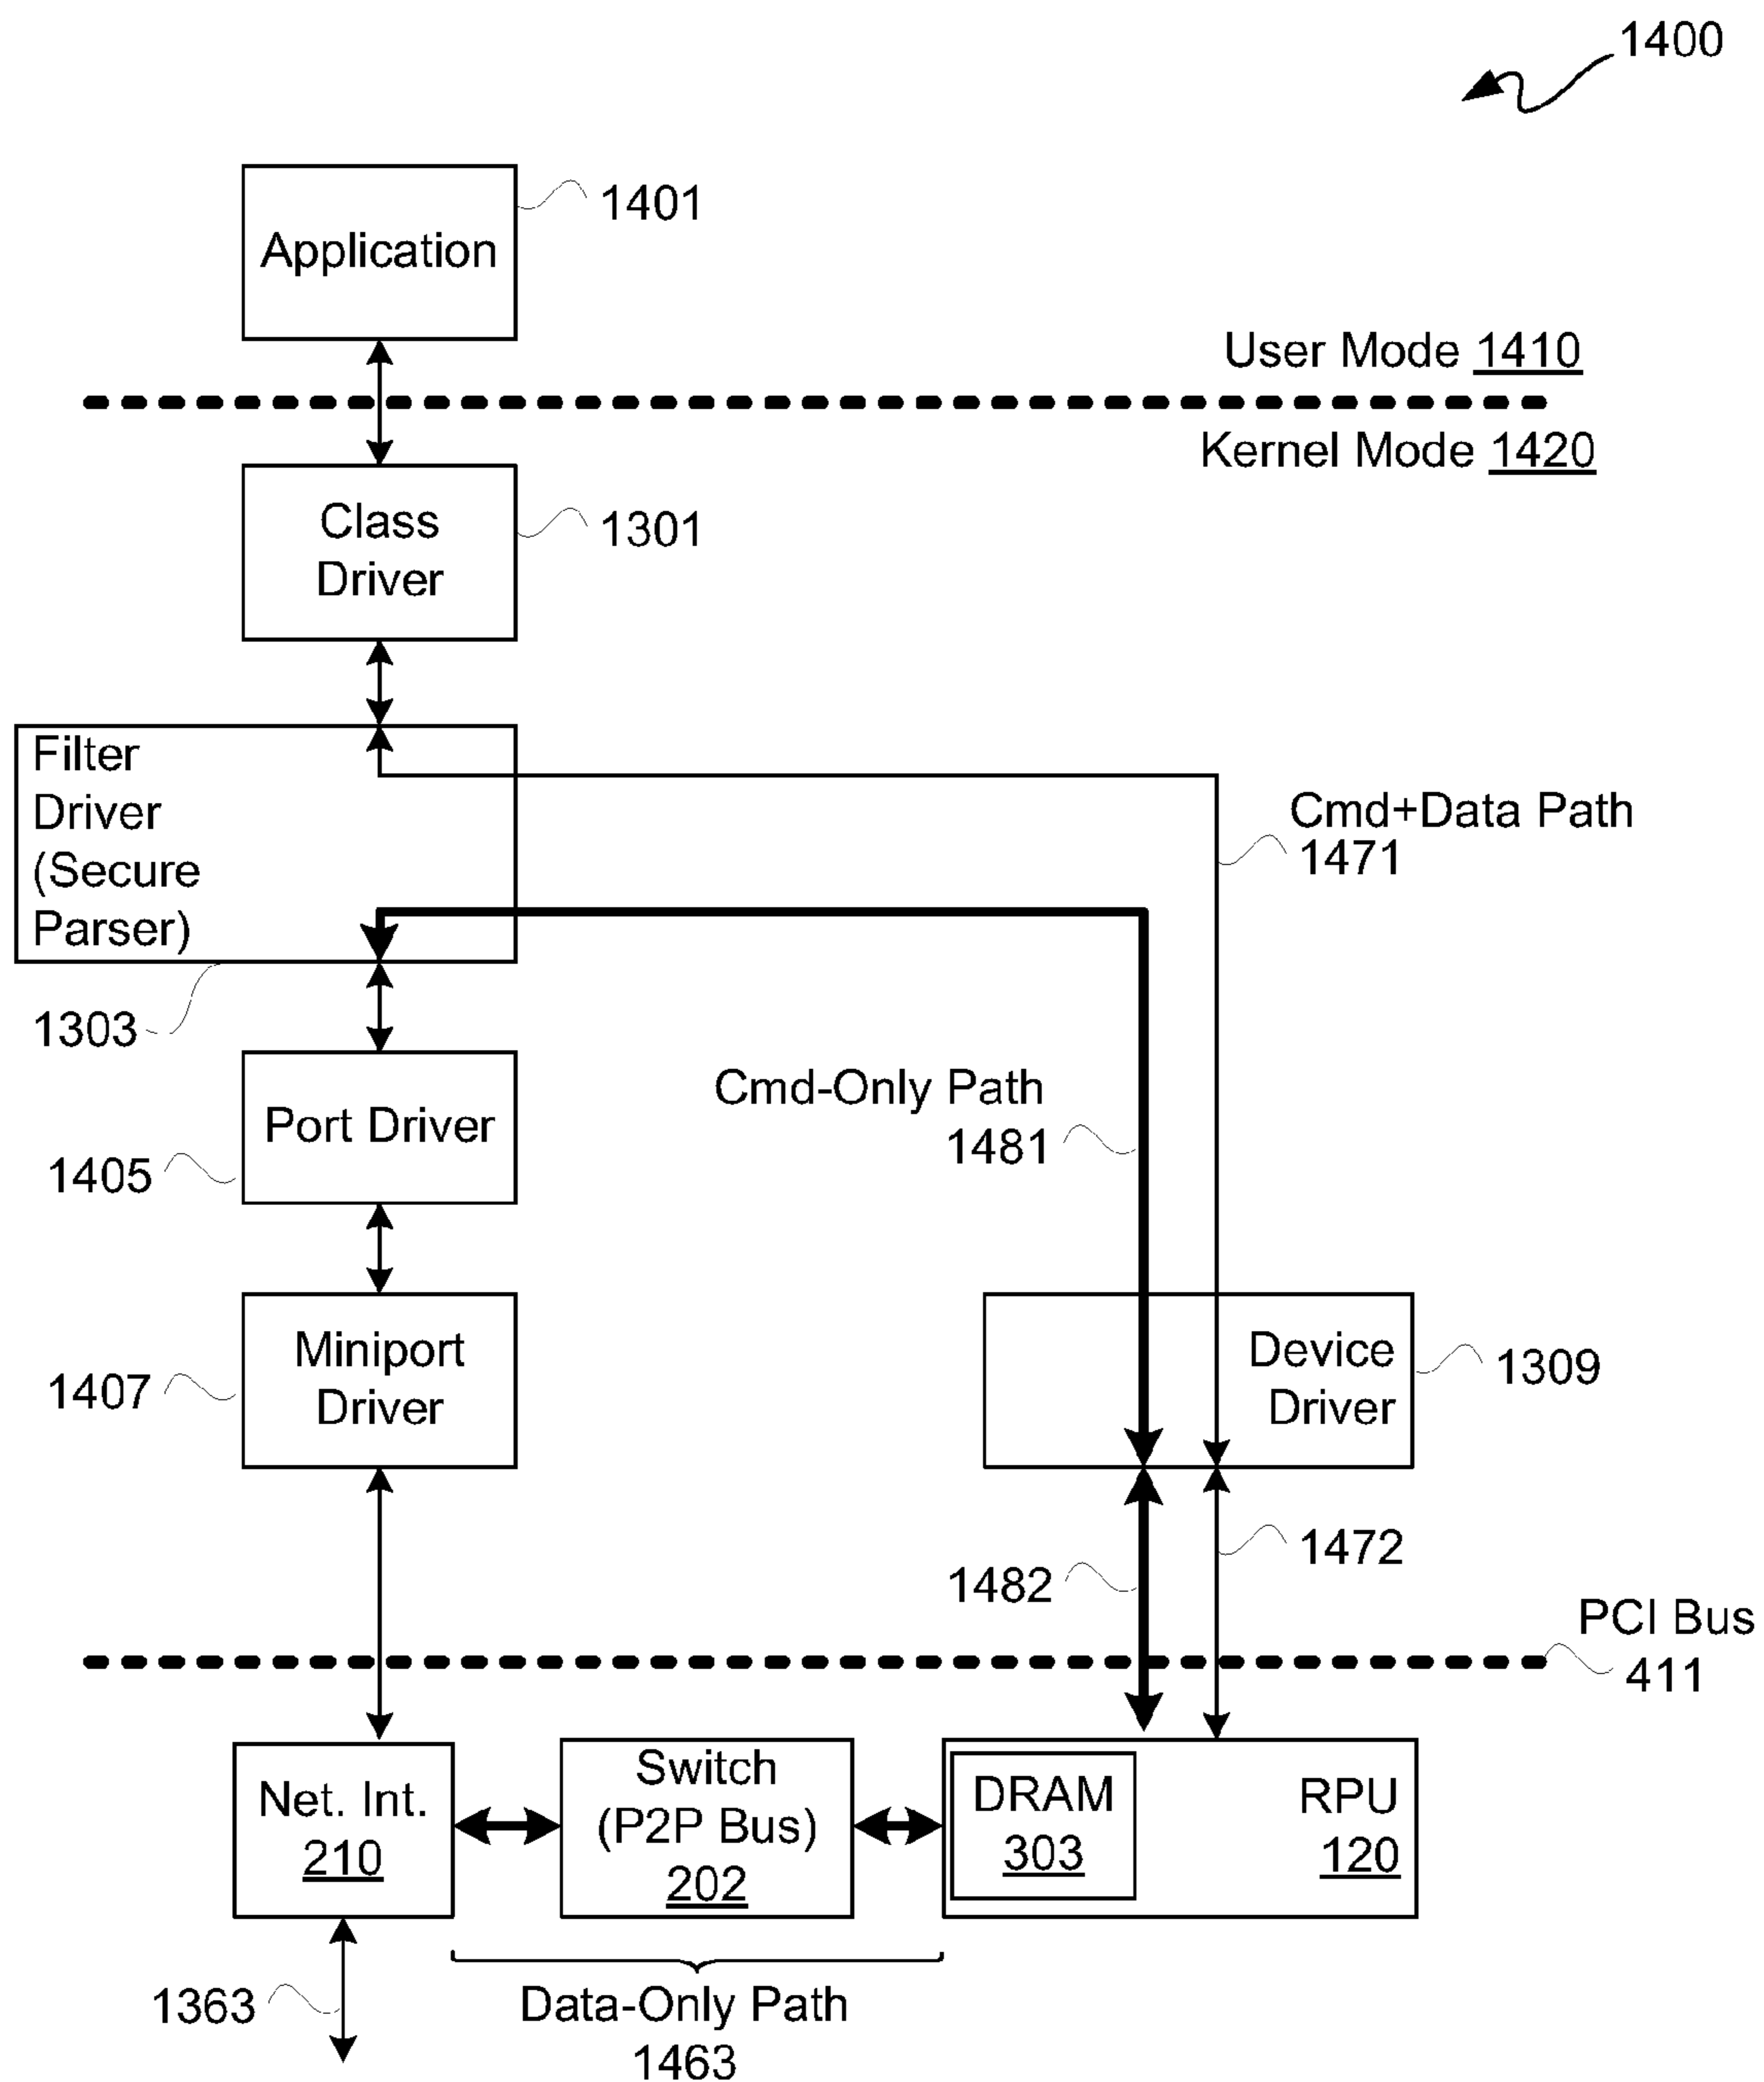 1400
Application
1401
User Mode 1410
Kernel Mode 1420
Class
Driver
1301
Filter
Driver
(Secure
Parser)
1303
Cmd+Data Path
1471
Cmd-Only Path
1481
Port Driver
1405
Miniport
Driver
1407
Device
Driver
1309
1472
1482
PCI Bus
411
Net. Int.
210
Switch
(P2P Bus)
202
DRAM
303
RPU
120
1363
Data-Only Path
1463